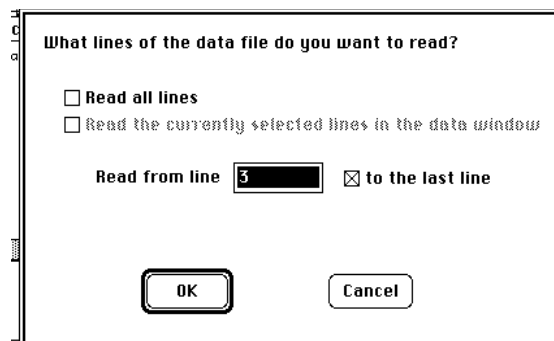 What lines of the data file do you want to read?
Read all lines
Read the currently selected lines in the data window
Read from line 3 to the last line
OK Cancel